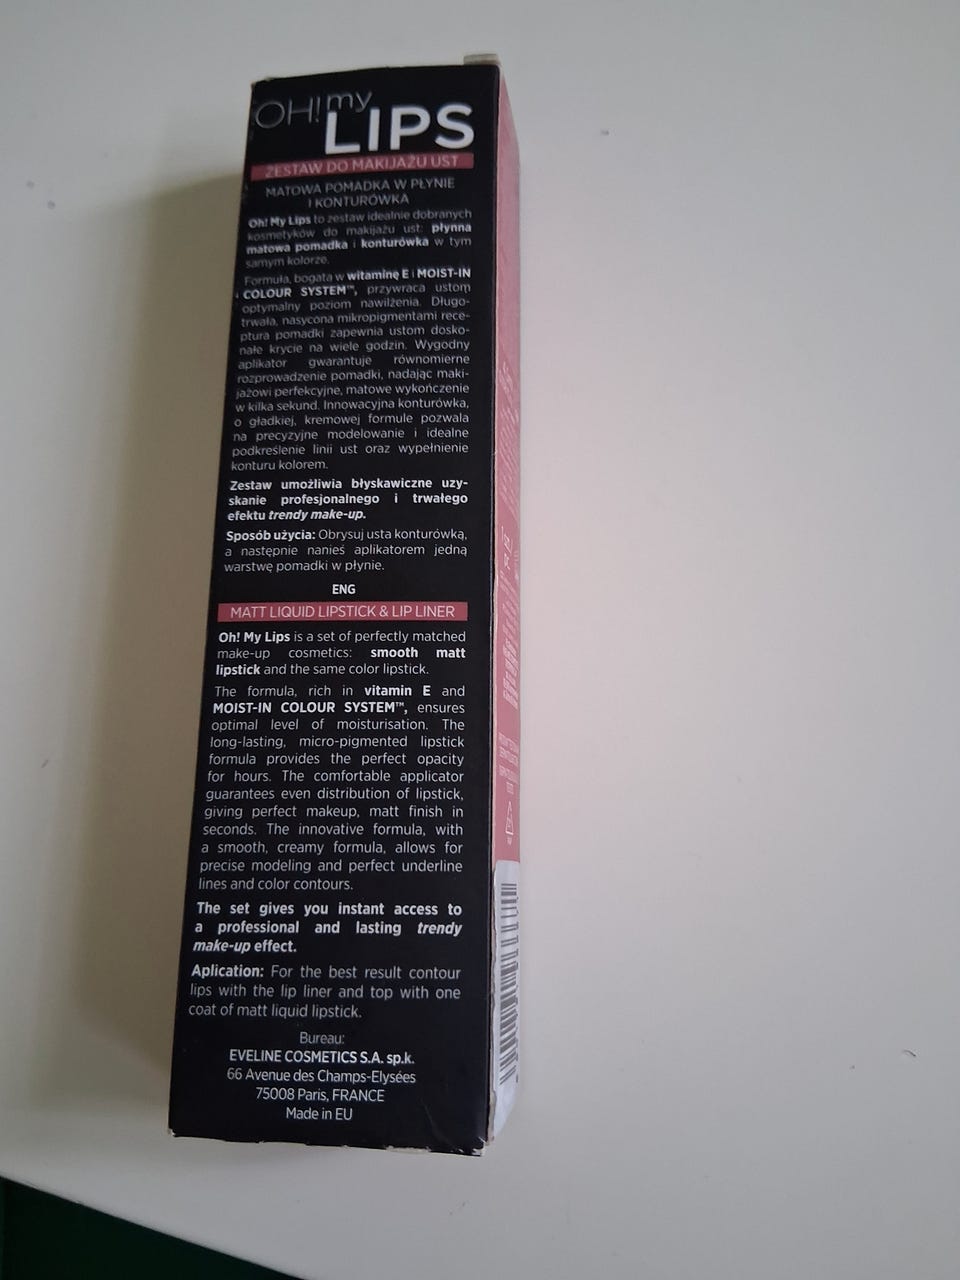 OH! my
LIPS
ZESTAW DO MAKIJAŻU UST
MATOWA POMADKA W PŁYNIE
I KONTURÓWKA
Oh! My Lips to zestaw idealnie dobranych
kosmetyków do makijażu ust: płynna
matowa pomadka i konturówka w tym
samym kolorze.
Formuła, bogata w witaminę E i MOIST-IN
COLOUR SYSTEM™, przywraca ustom
optymalny poziom nawilżenia. Długo-
trwała, nasycona mikropigmentami rece-
ptura pomadki zapewnia ustom dosko-
nałe krycie na wiele godzin. Wygodny
aplikator gwarantuje równomierne
rozprowadzenie pomadki, nadając maki-
jażowi perfekcyjne, matowe wykończenie
w kilka sekund. Innowacyjna konturówka,
o gładkiej, kremowej formule pozwala
na precyzyjne modelowanie i idealne
podkreślenie linii ust oraz wypełnienie
konturu kolorem.
Zestaw umożliwia błyskawiczne uzy-
skanie profesjonalnego i trwałego
efektu trendy make-up.
Sposób użycia: Obrysuj usta konturówką,
a następnie nanieś aplikatorem jedną
warstwę pomadki w płynie.
ENG
MATT LIQUID LIPSTICK & LIP LINER
Oh! My Lips is a set of perfectly matched
make-up cosmetics: smooth matt
lipstick and the same color lipstick.
The formula, rich in vitamin E and
MOIST-IN COLOUR SYSTEM™, ensures
optimal level of moisturisation. The
long-lasting, micro-pigmented lipstick
formula provides the perfect opacity
for hours. The comfortable applicator
guarantees even distribution of lipstick,
giving perfect makeup, matt finish in
seconds. The innovative formula, with
a smooth, creamy formula, allows for
precise modeling and perfect underline
lines and color contours.
The set gives you instant access to
a professional and lasting trendy
make-up effect.
Aplication: For the best result contour
lips with the lip liner and top with one
coat of matt liquid lipstick.
Bureau:
EVELINE COSMETICS S.A. sp.k.
66 Avenue des Champs-Elysées
75008 Paris, FRANCE
Made in EU